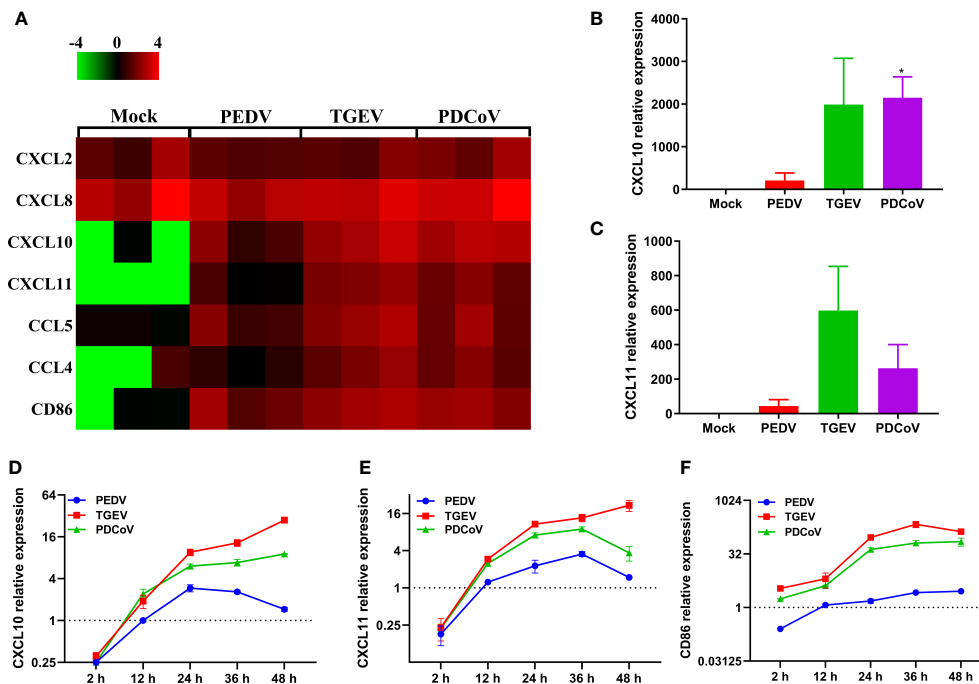 A
-4 0 4
Mock PEDV TGEV PDCoV
CXCL2
CXCL8
CXCL10
CXCL11
CCL5
CCL4
CD86
B
CXCL10 relative expression
4000
3000
2000
1000
0
*
Mock PEDV TGEV PDCoV
C
CXCL11 relative expression
1000
800
600
400
200
0
Mock PEDV TGEV PDCoV
D
CXCL10 relative expression
64
16
4
1
0.25
PEDV
TGEV
PDCoV
2 h 12 h 24 h 36 h 48 h
E
CXCL11 relative expression
16
4
1
0.25
PEDV
TGEV
PDCoV
2 h 12 h 24 h 36 h 48 h
F
CD86 relative expression
1024
32
1
0.03125
PEDV
TGEV
PDCoV
2 h 12 h 24 h 36 h 48 h